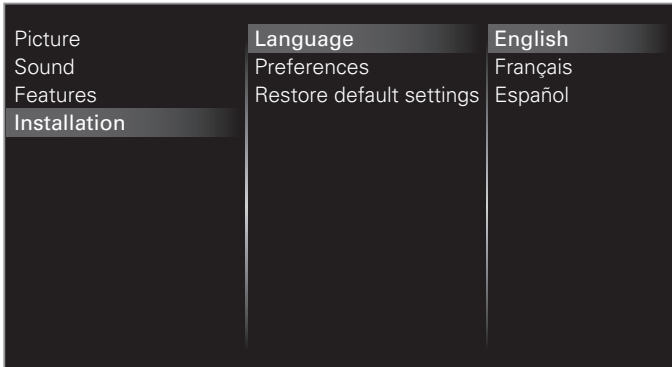 Picture
Sound
Features
Installation
Language
Preferences
Restore default settings
English
Français
Español